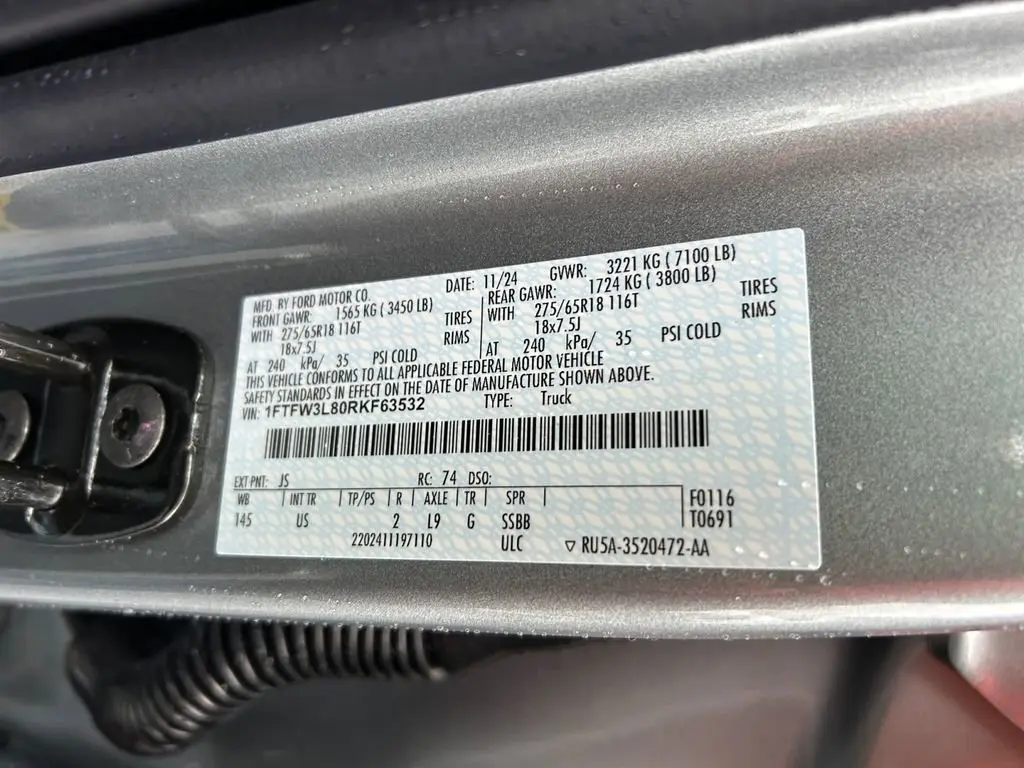 MFD. BY FORD MOTOR CO. DATE: 11/24 GVWR: 3221 KG ( 7100 LB)
FRONT GAWR: 1565 KG ( 3450 LB) REAR GAWR: 1724 KG ( 3800 LB)
WITH 275/65R18 116T TIRES WITH 275/65R18 116T TIRES
18x7.5J RIMS 18x7.5J RIMS
AT 240 kPa/ 35 PSI COLD AT 240 kPa/ 35 PSI COLD
THIS VEHICLE CONFORMS TO ALL APPLICABLE FEDERAL MOTOR VEHICLE
SAFETY STANDARDS IN EFFECT ON THE DATE OF MANUFACTURE SHOWN ABOVE.
VIN: 1FTFW3L80RKF63532 TYPE: Truck
EXT PNT: JS RC: 74 DSO:
WB INT TR TP/PS R AXLE TR SPR F0116
145 US 2 L9 G SSBB T0691
2202411197110 ULC ▽ RU5A-3520472-AA